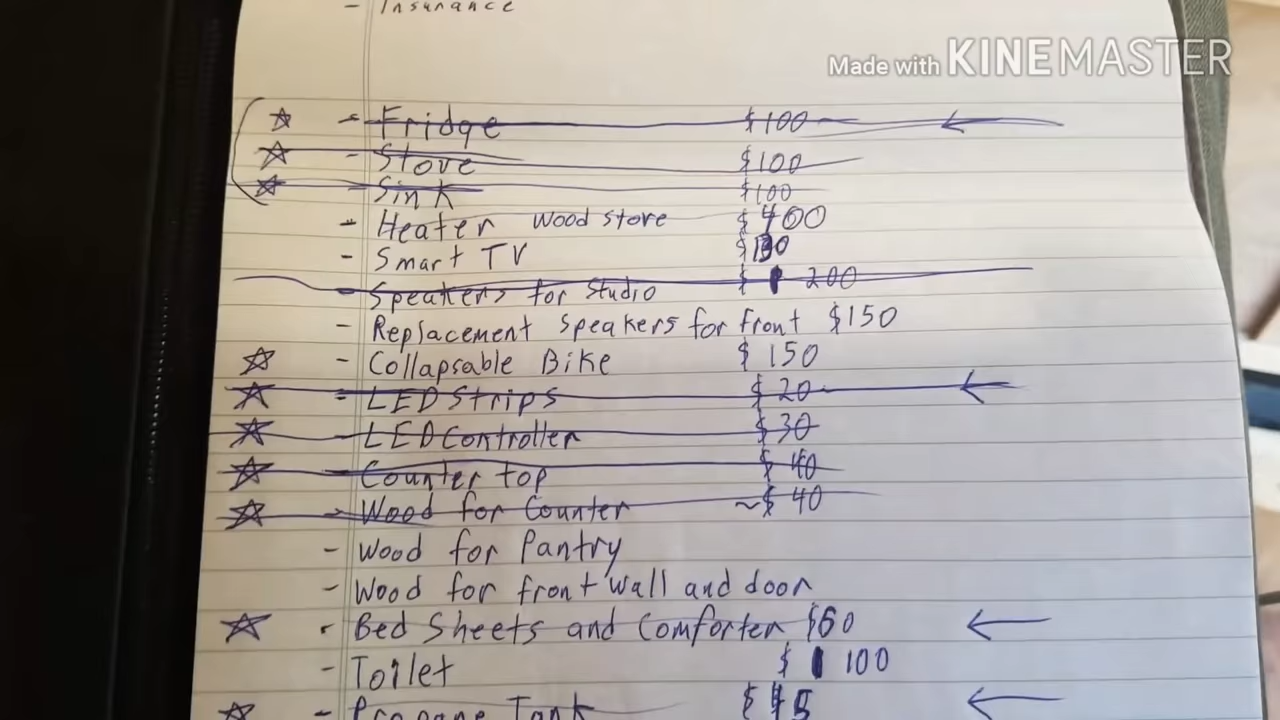 - Insurance
Made with KINEMASTER
- Fridge $100
- Stove $100
- Sink $100
- Heater wood stove $400
- Smart TV
- Speakers for Studio $ 200
- Replacement Speakers for front $150
- Collapsable Bike $ 150
- LED Strips $ 20
- LED Controller $30
- Counter top $ 40
- Wood for Counter ~$ 40
- Wood for Pantry
- Wood for front wall and door
- Bed Sheets and Comforter $60
- Toilet $ 100
- Propane Tank